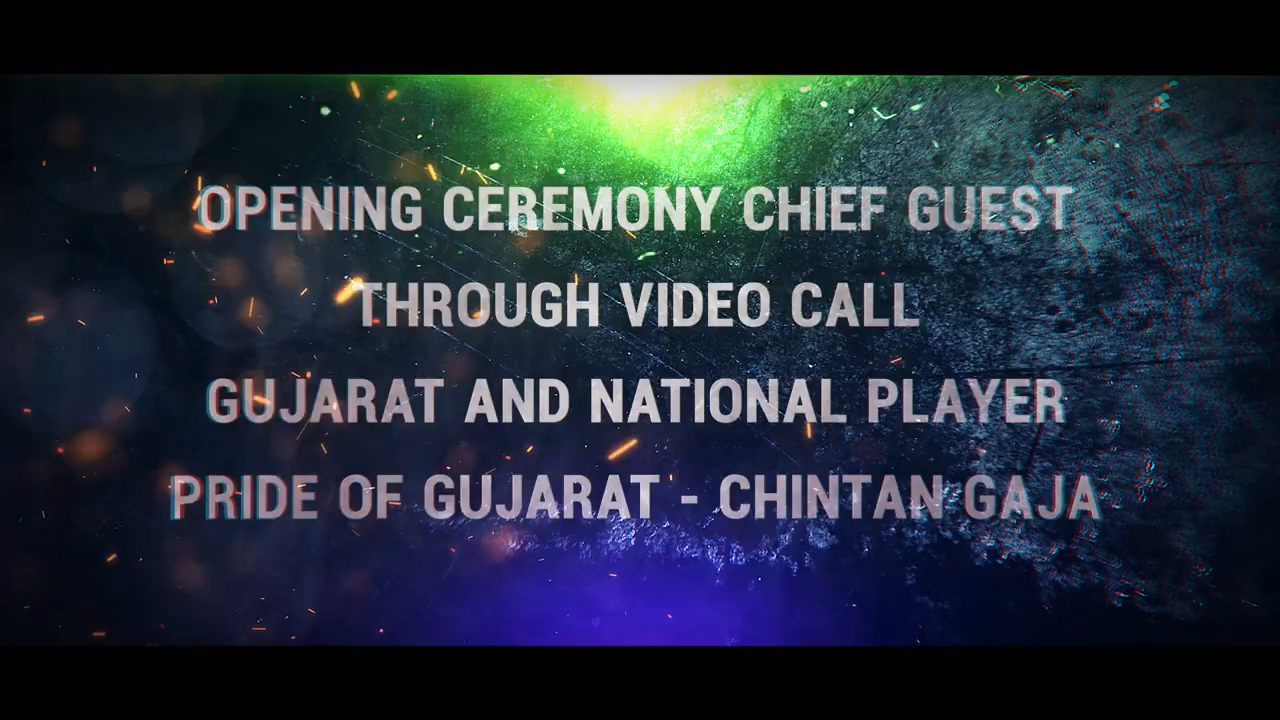 OPENING CEREMONY CHIEF GUEST
THROUGH VIDEO CALL
GUJARAT AND NATIONAL PLAYER
PRIDE OF GUJARAT - CHINTAN GAJA